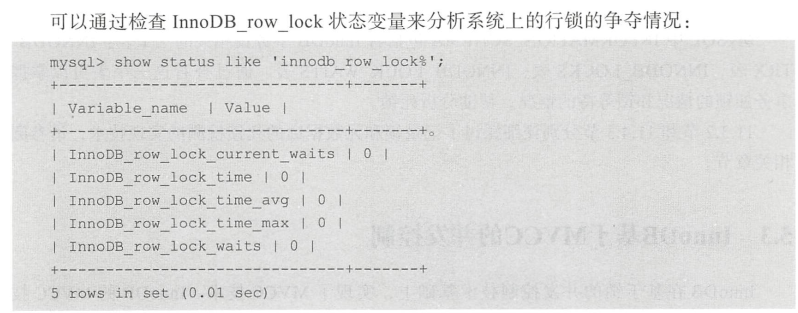 可以通过检查 InnoDB_row_lock 状态变量来分析系统上的行锁的争夺情况：
mysql> show status like 'innodb_row_lock%';
+-------------------------------+--------+
| Variable_name | Value |
+-------------------------------+--------+。
| InnoDB_row_lock_current_waits | 0 |
| InnoDB_row_lock_time | 0 |
| InnoDB_row_lock_time_avg | 0 |
| InnoDB_row_lock_time_max | 0 |
| InnoDB_row_lock_waits | 0 |
+-------------------------------+--------+
5 rows in set (0.01 sec)